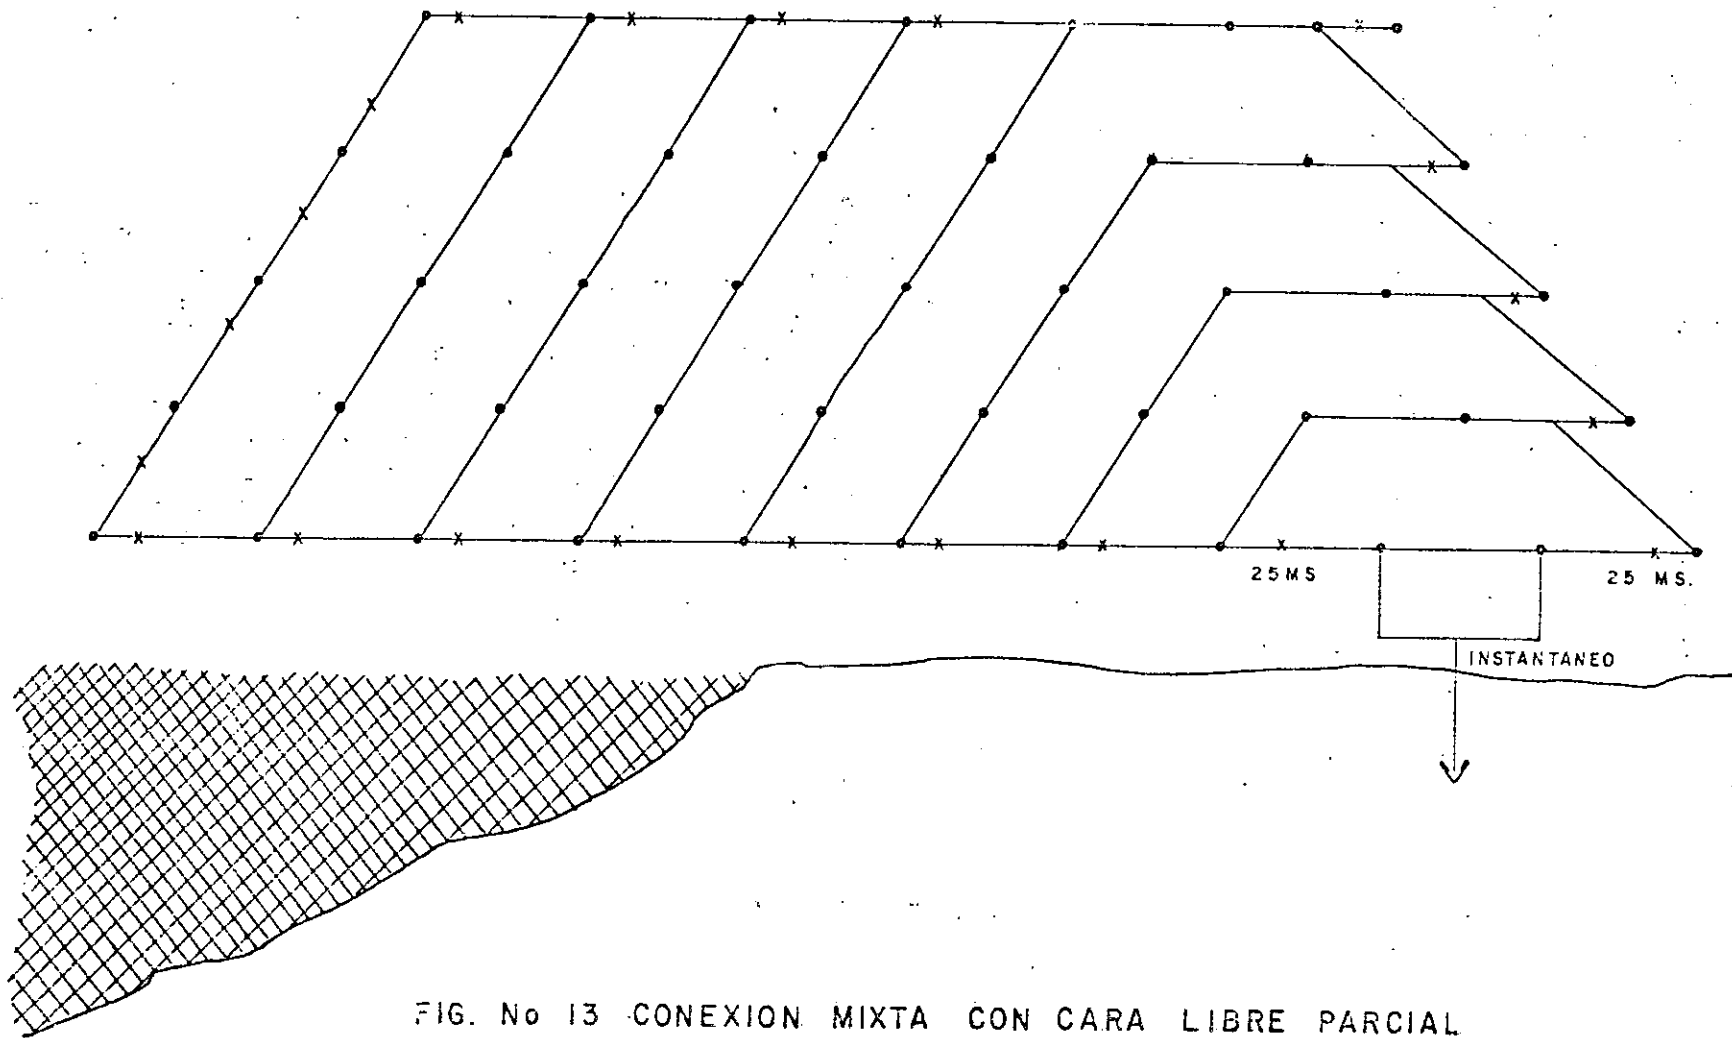 25MS
25 MS.
INSTANTANEO
FIG. No 13 CONEXION MIXTA CON CARA LIBRE PARCIAL